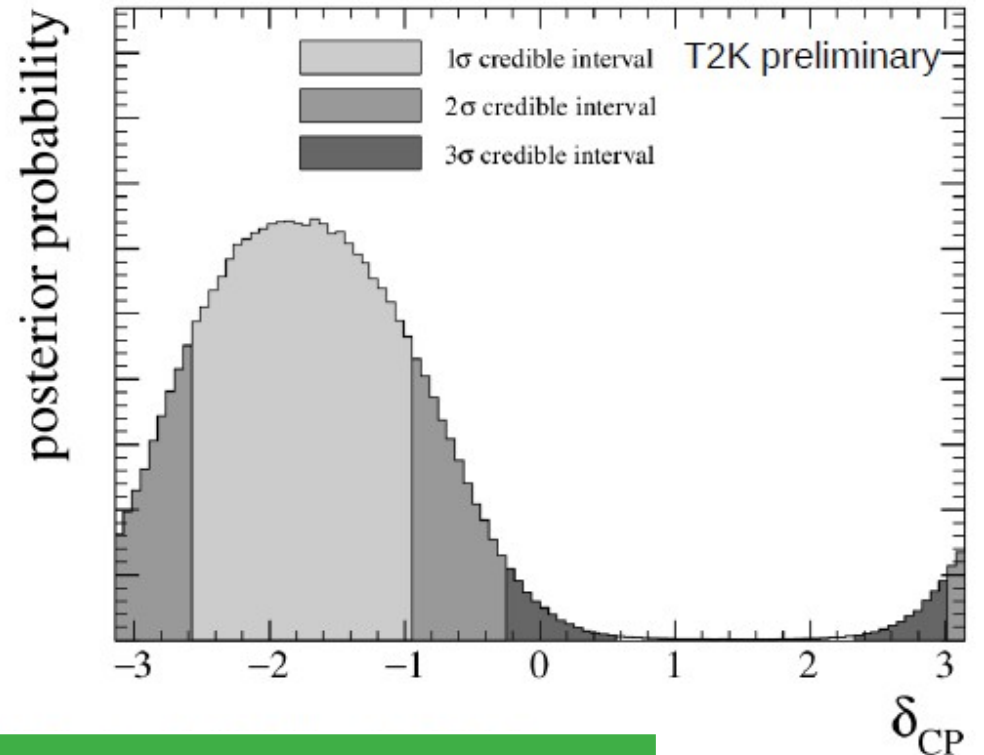 posterior probability
T2K preliminary
1σ credible interval
2σ credible interval
3σ credible interval
−3 −2 −1 0 1 2 3
δCP